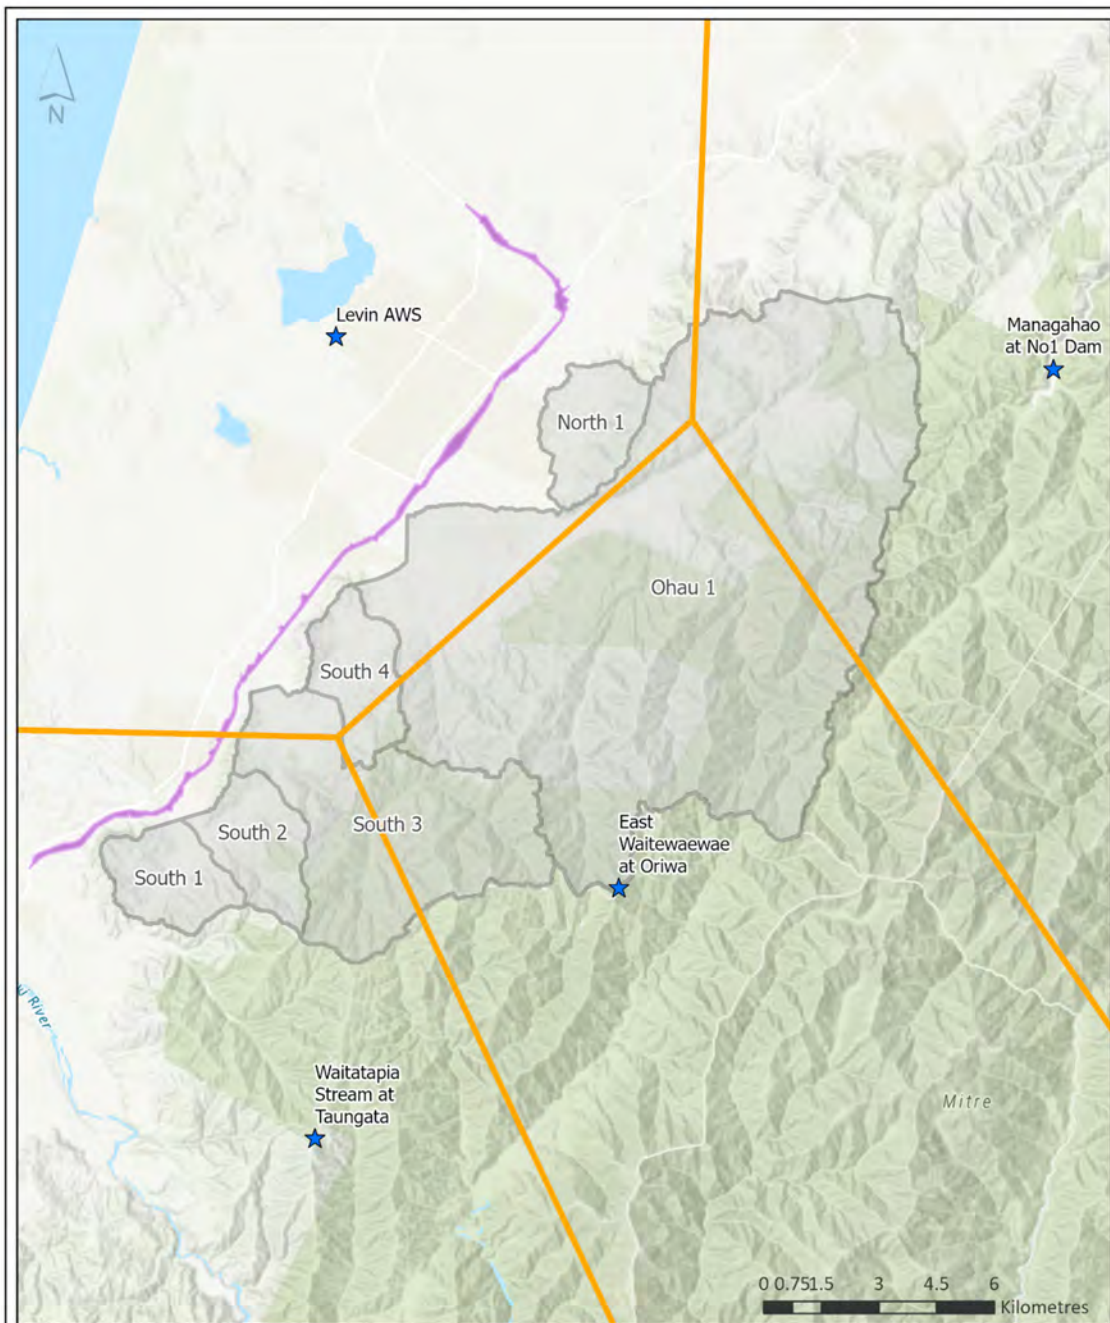 N
Levin AWS
Managahao
at No1 Dam
North 1
Ohau 1
South 4
South 3
South 2
South 1
East
Waitewaewae
at Oriwa
River
Waitatapia
Stream at
Taungata
Mitre
0 0.75 1.5 3 4.5 6
Kilometres